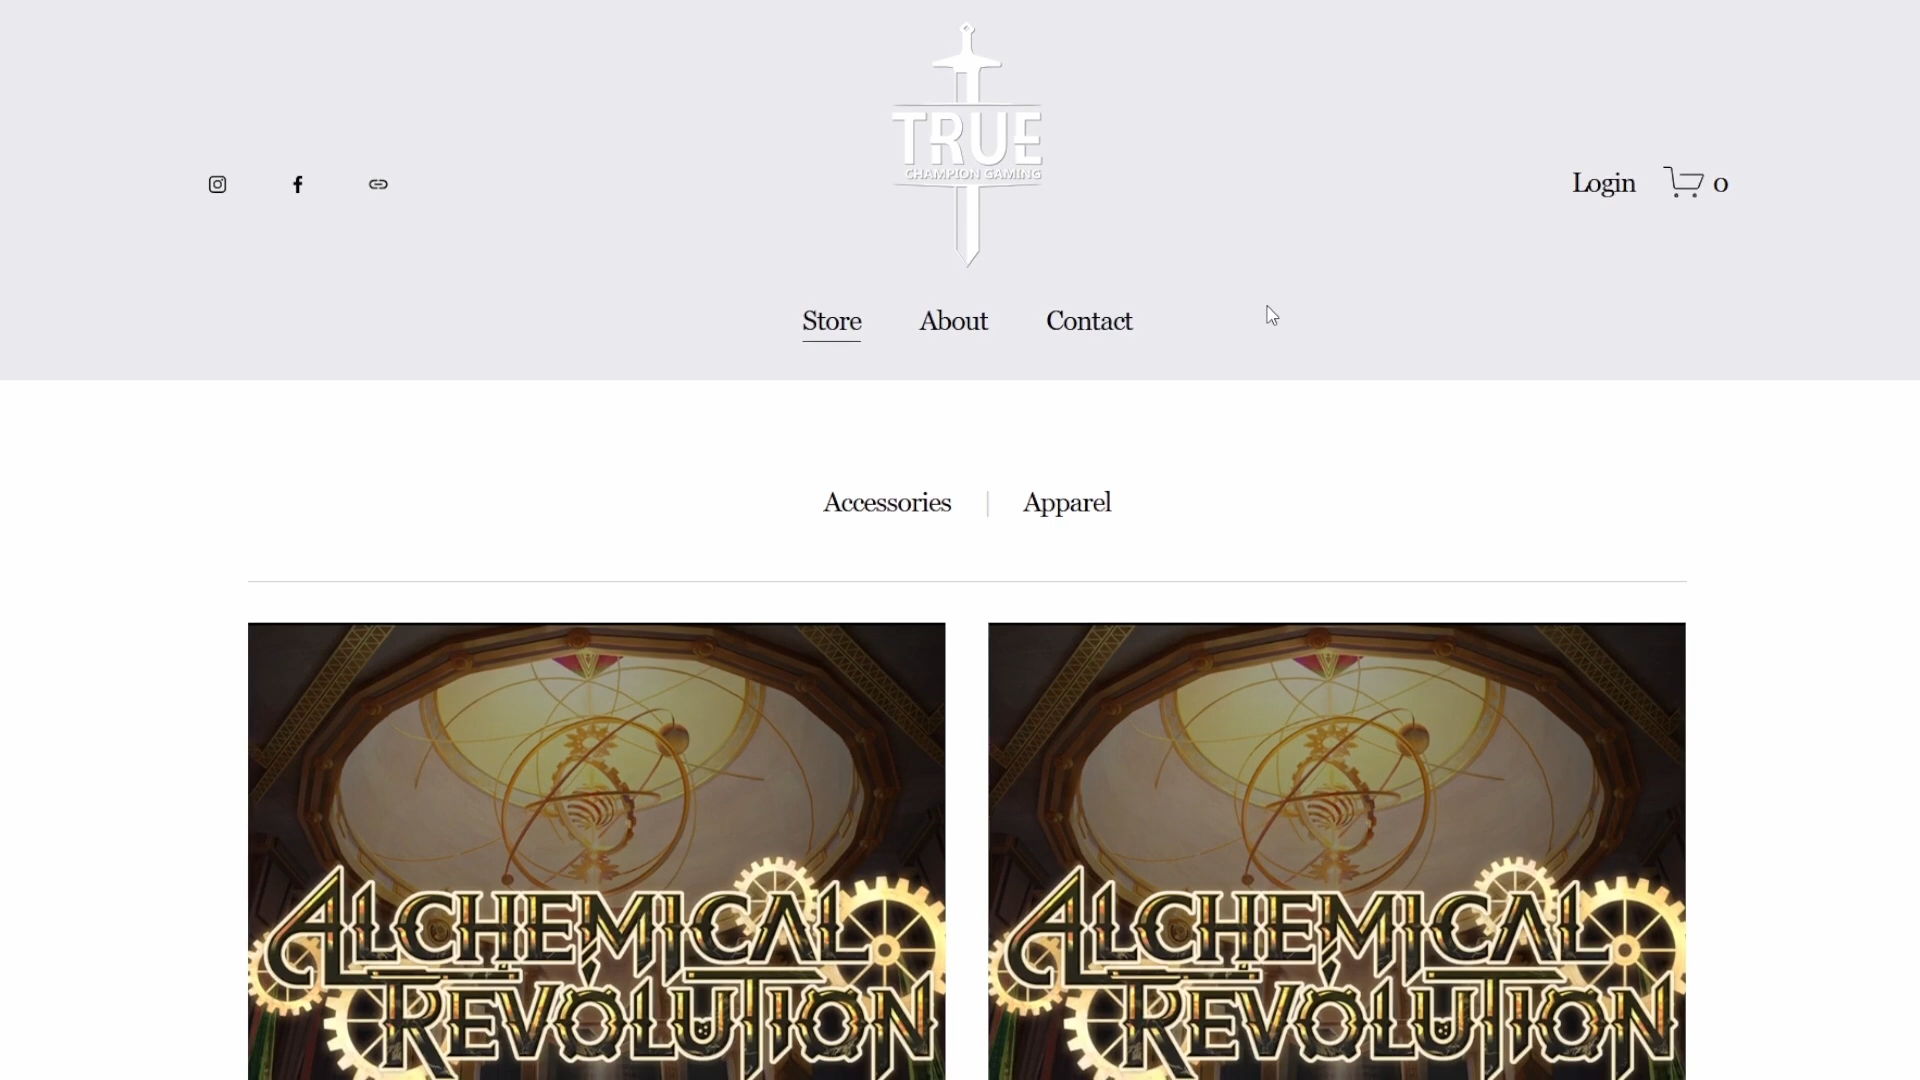 TRUE
CHAMPION GAMING
Login 0
Store About Contact
Accessories Apparel
ALCHEMICAL
REVOLUTION
ALCHEMICAL
REVOLUTION